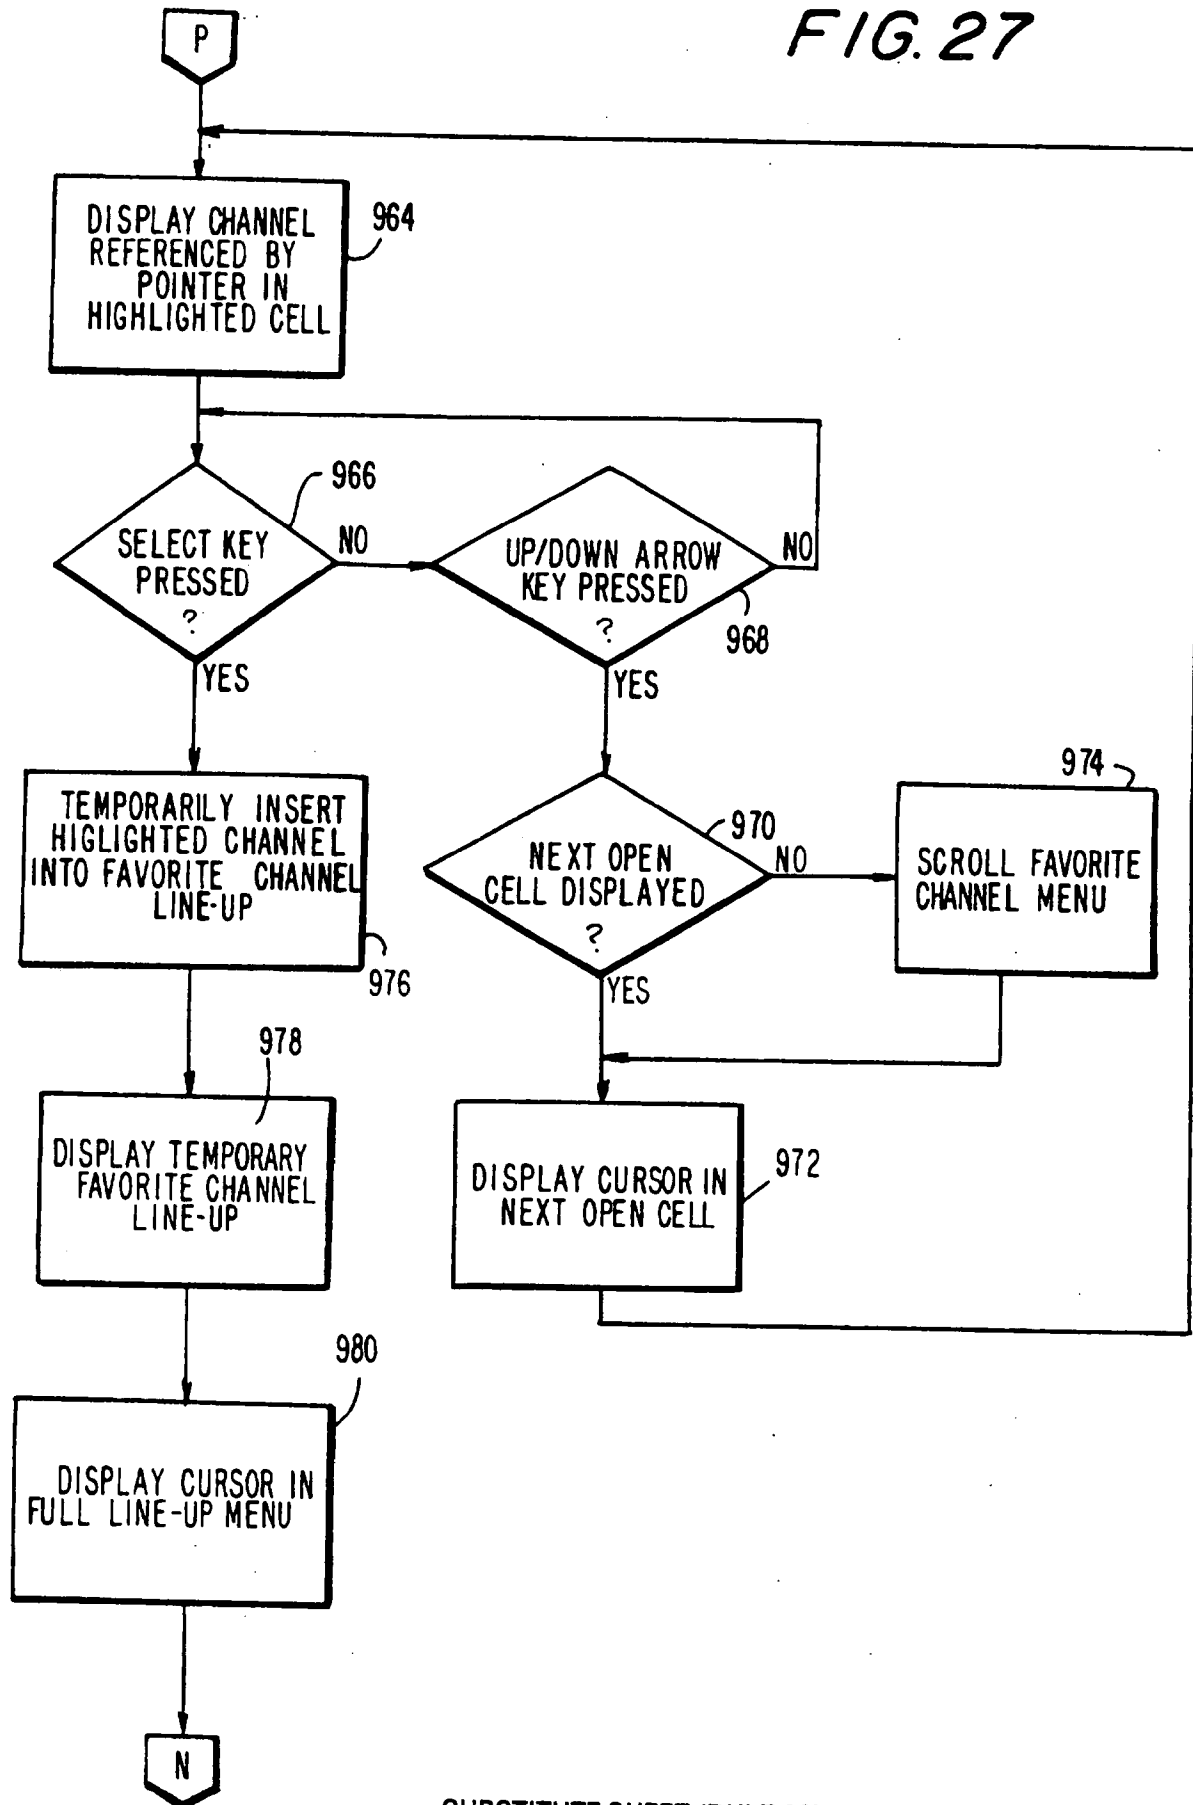 FIG. 27
P
DISPLAY CHANNEL
REFERENCED BY
POINTER IN
HIGHLIGHTED CELL
964
SELECT KEY
PRESSED
?
966
NO
YES
UP/DOWN ARROW
KEY PRESSED
?
968
NO
YES
TEMPORARILY INSERT
HIGLIGHTED CHANNEL
INTO FAVORITE CHANNEL
LINE-UP
976
NEXT OPEN
CELL DISPLAYED
?
970
NO
YES
974
SCROLL FAVORITE
CHANNEL MENU
978
DISPLAY TEMPORARY
FAVORITE CHANNEL
LINE-UP
DISPLAY CURSOR IN
NEXT OPEN CELL
972
980
DISPLAY CURSOR IN
FULL LINE-UP MENU
N